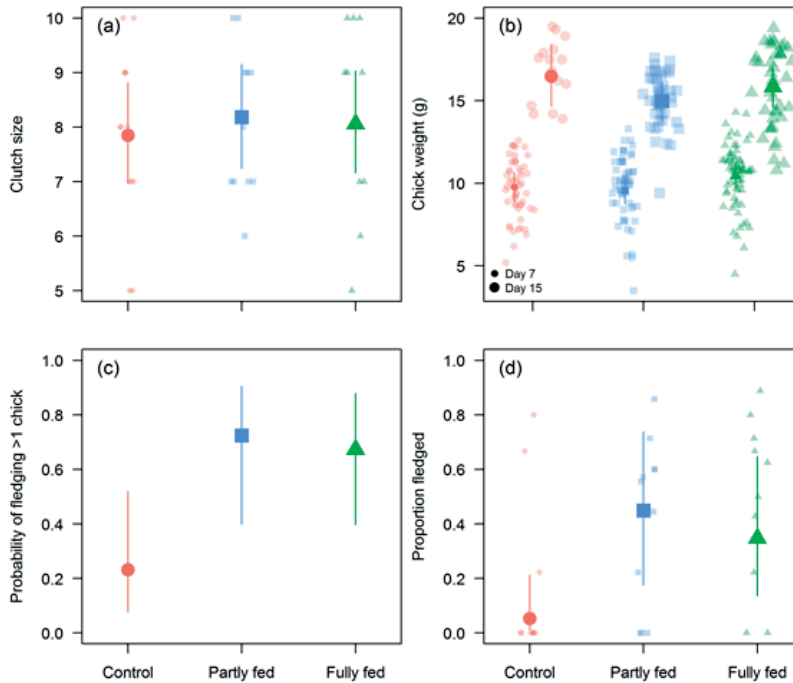 (a)
Clutch size
10
9
8
7
6
5
(b)
Chick weight (g)
20
15
10
5
Day 7
Day 15
(c)
Probability of fledging >1 chick
1.0
0.8
0.6
0.4
0.2
0.0
Control
Partly fed
Fully fed
(d)
Proportion fledged
1.0
0.8
0.6
0.4
0.2
0.0
Control
Partly fed
Fully fed